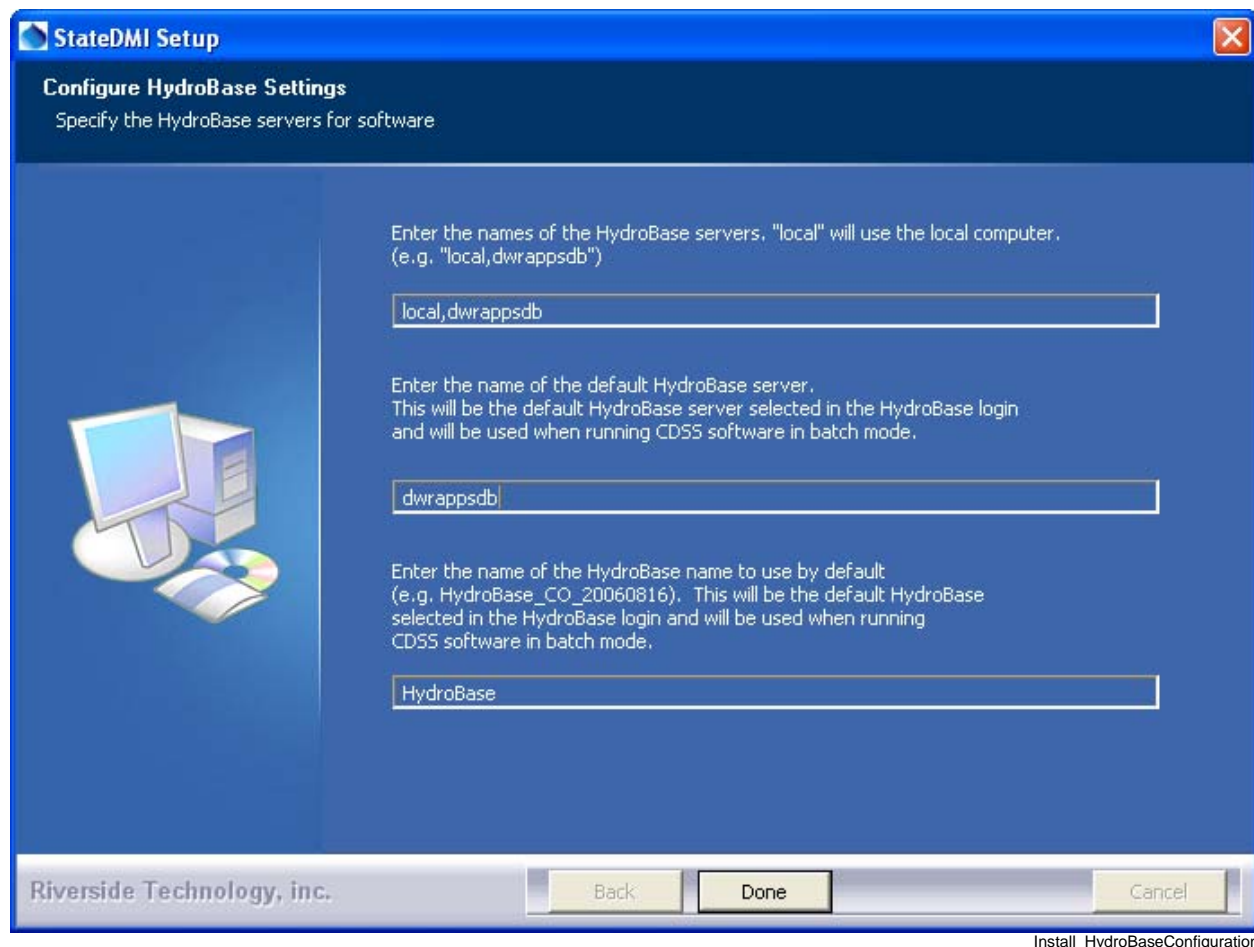 StateDMI Setup
Configure HydroBase Settings
Specify the HydroBase servers for software
Enter the names of the HydroBase servers. "local" will use the local computer.
(e.g. "local,dwrappsdb")
local,dwrappsdb
Enter the name of the default HydroBase server.
This will be the default HydroBase server selected in the HydroBase login
and will be used when running CDSS software in batch mode.
dwrappsdb
Enter the name of the HydroBase name to use by default
(e.g. HydroBase_CO_20060816).  This will be the default HydroBase
selected in the HydroBase login and will be used when running
CDSS software in batch mode.
HydroBase
Riverside Technology, inc.
Back
Done
Cancel
Install_HydroBaseConfiguration